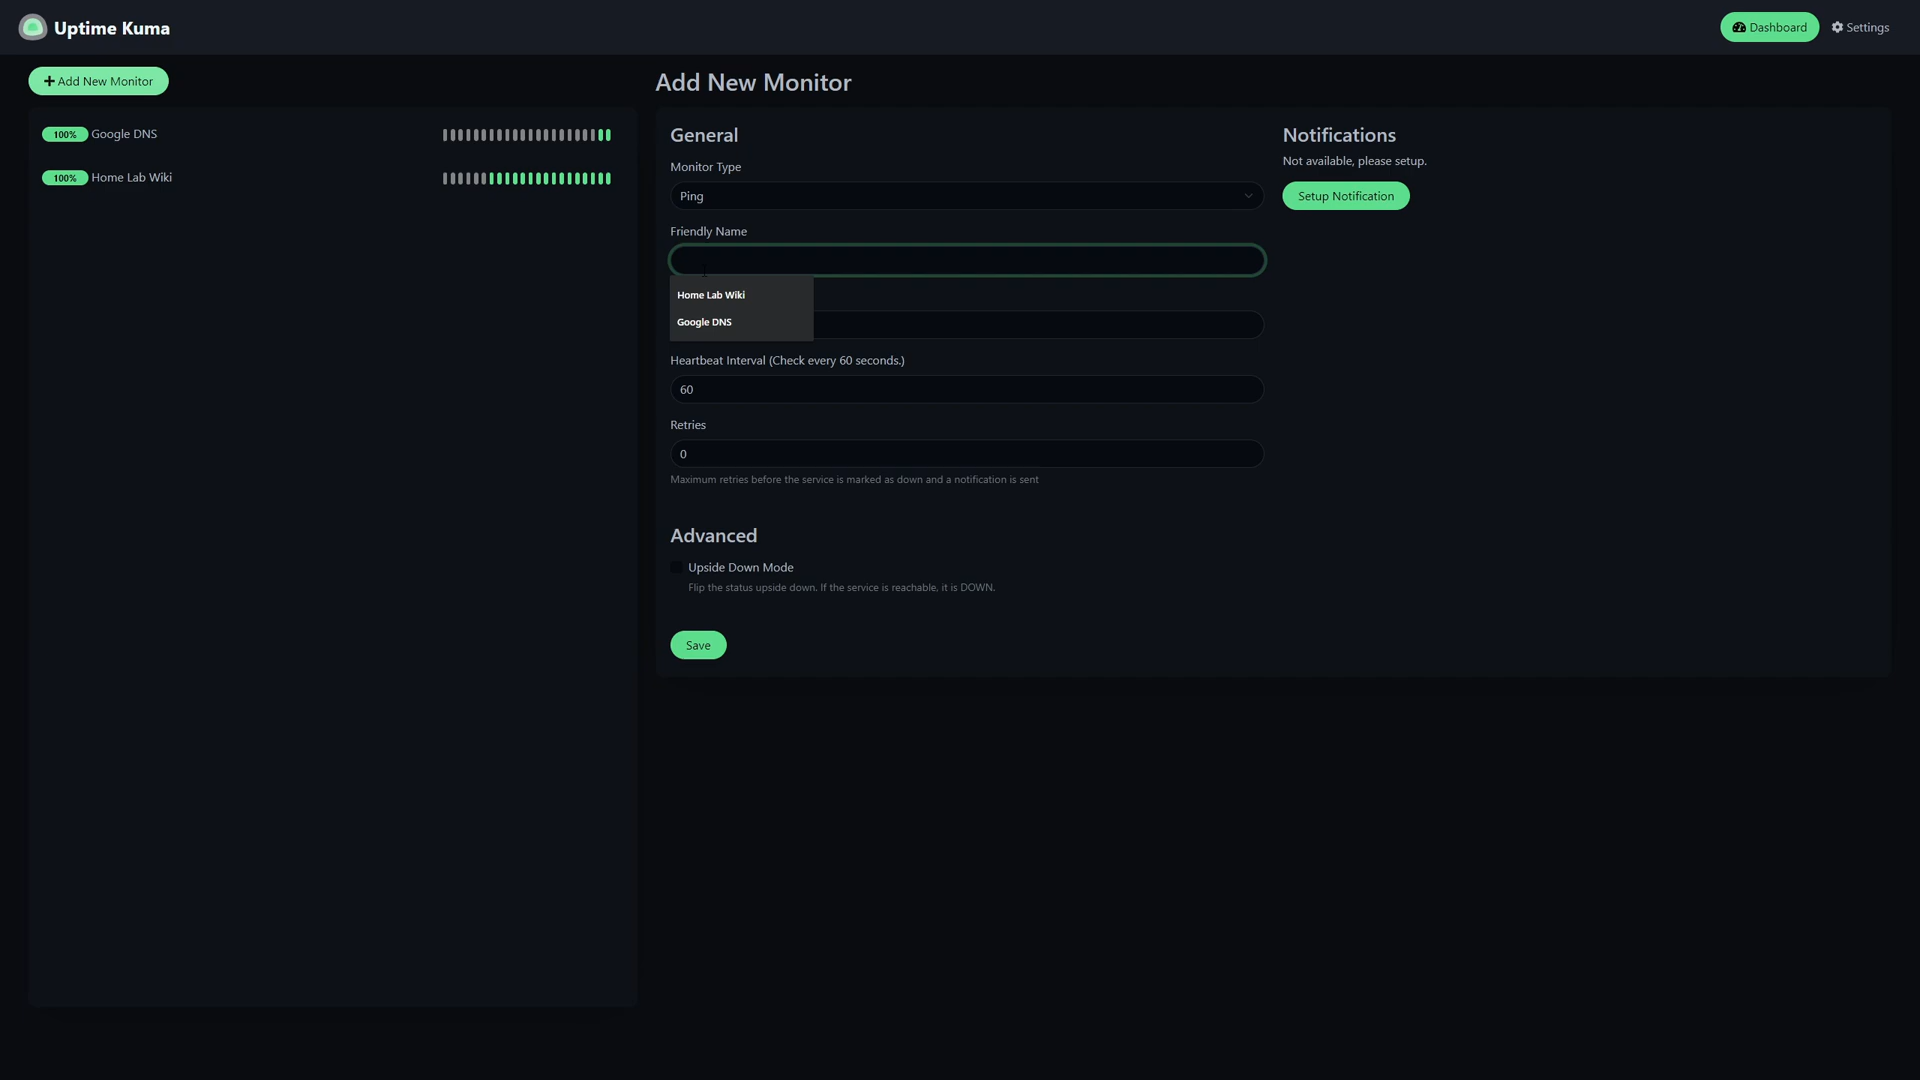 Uptime Kuma
Dashboard
Settings
+ Add New Monitor
100% Google DNS
100% Home Lab Wiki
Add New Monitor
General
Monitor Type
Ping
Friendly Name
Home Lab Wiki
Google DNS
Heartbeat Interval (Check every 60 seconds.)
60
Retries
0
Maximum retries before the service is marked as down and a notification is sent
Advanced
Upside Down Mode
Flip the status upside down. If the service is reachable, it is DOWN.
Save
Notifications
Not available, please setup.
Setup Notification